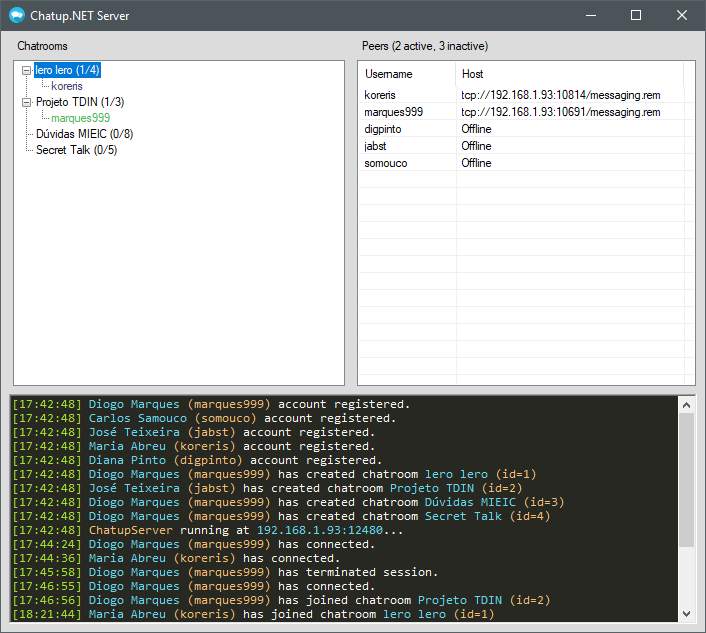 Chatup.NET Server
Chatrooms
lero lero (1/4)
koreris
Projeto TDIN (1/3)
marques999
Dúvidas MIEIC (0/8)
Secret Talk (0/5)
Peers (2 active, 3 inactive)
Username Host
koreris tcp://192.168.1.93:10814/messaging.rem
marques999 tcp://192.168.1.93:10691/messaging.rem
digpinto Offline
jabst Offline
somouco Offline
[17:42:48] Diogo Marques (marques999) account registered.
[17:42:48] Carlos Samouco (somouco) account registered.
[17:42:48] José Teixeira (jabst) account registered.
[17:42:48] Maria Abreu (koreris) account registered.
[17:42:48] Diana Pinto (digpinto) account registered.
[17:42:48] Diogo Marques (marques999) has created chatroom lero lero (id=1)
[17:42:48] José Teixeira (jabst) has created chatroom Projeto TDIN (id=2)
[17:42:48] Diogo Marques (marques999) has created chatroom Dúvidas MIEIC (id=3)
[17:42:48] Diogo Marques (marques999) has created chatroom Secret Talk (id=4)
[17:42:48] ChatupServer running at 192.168.1.93:12480...
[17:44:24] Diogo Marques (marques999) has connected.
[17:44:36] Maria Abreu (koreris) has connected.
[17:45:58] Diogo Marques (marques999) has terminated session.
[17:46:55] Diogo Marques (marques999) has connected.
[17:46:56] Diogo Marques (marques999) has joined chatroom Projeto TDIN (id=2)
[18:21:44] Maria Abreu (koreris) has joined chatroom lero lero (id=1)